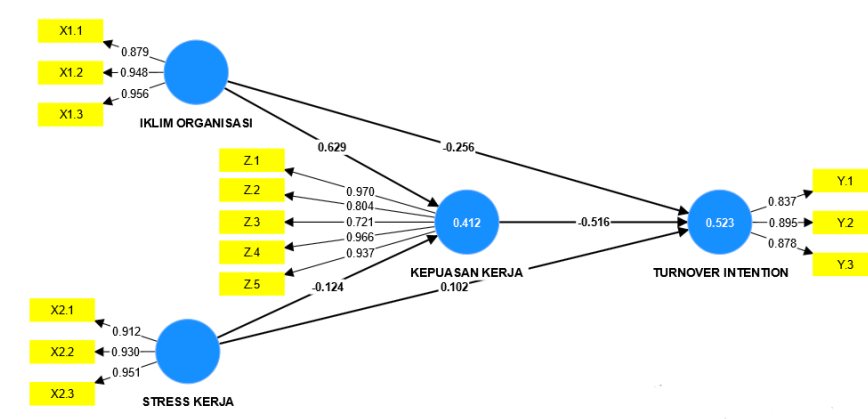 X1.1
0.879
X1.2
0.948
X1.3
0.956
IKLIM ORGANISASI
0.629
-0.256
Z.1
0.970
Z.2
0.804
Z.3
0.721
Z.4
0.966
Z.5
0.937
0.412
KEPUASAN KERJA
-0.516
0.523
TURNOVER INTENTION
Y.1
0.837
Y.2
0.895
Y.3
0.878
-0.124
0.102
X2.1
0.912
X2.2
0.930
X2.3
0.951
STRESS KERJA